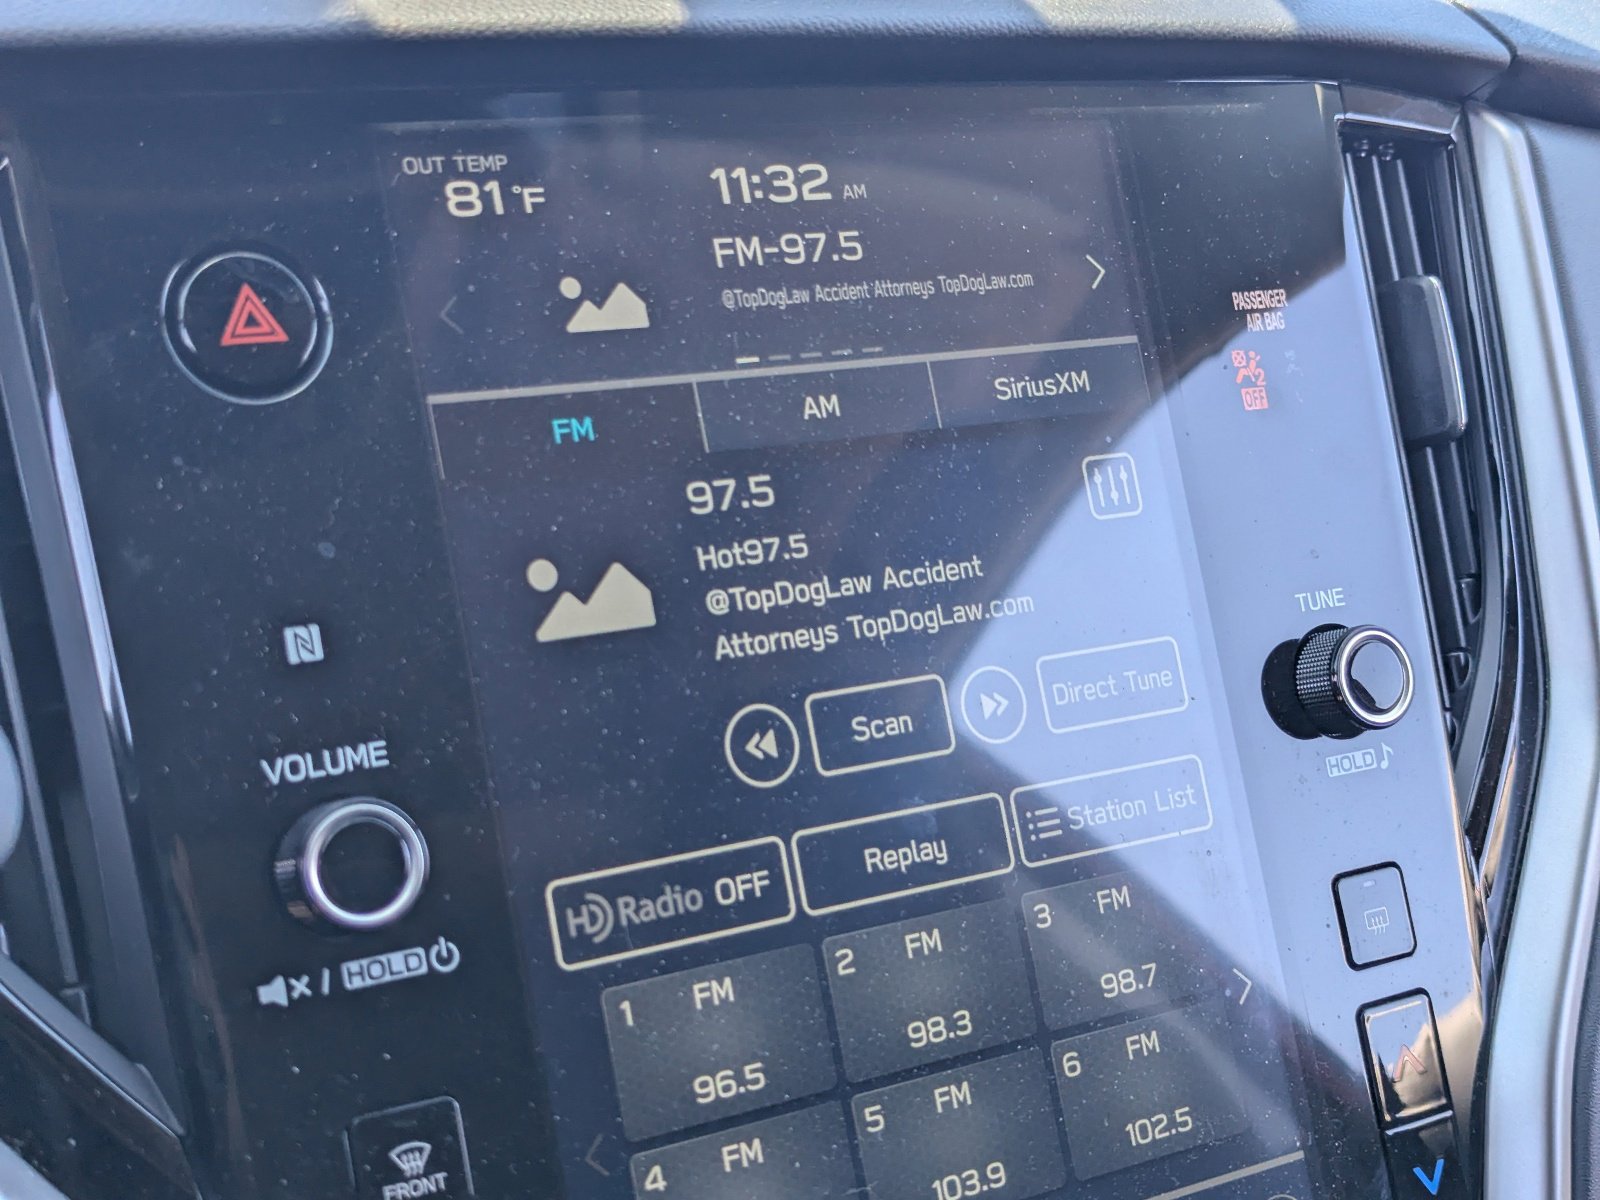 OUT TEMP
81°F
11:32 AM
FM-97.5
@TopDogLaw Accident Attorneys TopDogLaw.com
PASSENGER
AIR BAG
2
OFF
FM
AM
SiriusXM
97.5
Hot97.5
@TopDogLaw Accident
Attorneys TopDogLaw.com
TUNE
HOLD
Scan
Direct Tune
VOLUME
HD Radio OFF
Replay
Station List
/ HOLD
1 FM
96.5
2 FM
98.3
3 FM
98.7
4 FM
5 FM
103.9
6 FM
102.5
FRONT